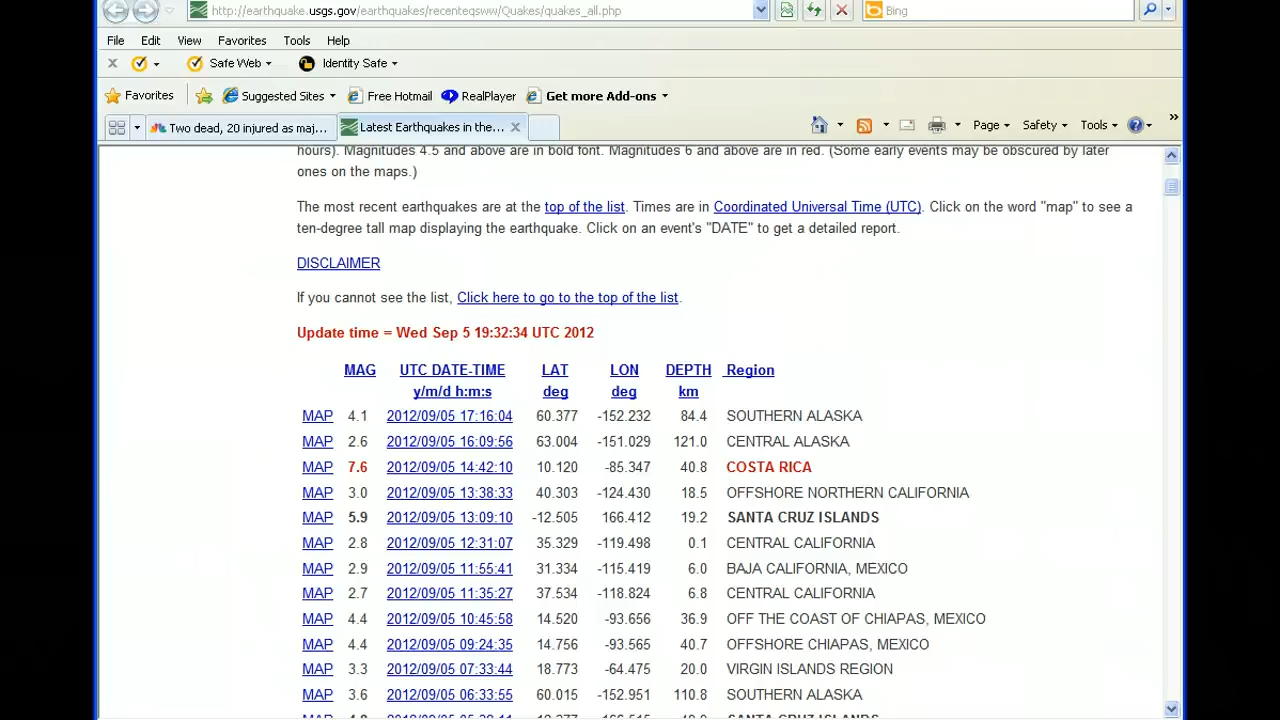 http://earthquake.usgs.gov/earthquakes/recenteqsww/Quakes/quakes_all.php Bing
File Edit View Favorites Tools Help
Safe Web Identity Safe
Favorites Suggested Sites Free Hotmail RealPlayer Get more Add-ons
Two dead, 20 injured as maj... Latest Earthquakes in the... Page Safety Tools
hours). Magnitudes 4.5 and above are in bold font. Magnitudes 6 and above are in red. (Some early events may be obscured by later
ones on the maps.)
The most recent earthquakes are at the top of the list. Times are in Coordinated Universal Time (UTC). Click on the word "map" to see a
ten-degree tall map displaying the earthquake. Click on an event's "DATE" to get a detailed report.
DISCLAIMER
If you cannot see the list, Click here to go to the top of the list.
Update time = Wed Sep 5 19:32:34 UTC 2012
MAG UTC DATE-TIME LAT LON DEPTH Region
y/m/d h:m:s deg deg km
MAP 4.1 2012/09/05 17:16:04 60.377 -152.232 84.4 SOUTHERN ALASKA
MAP 2.6 2012/09/05 16:09:56 63.004 -151.029 121.0 CENTRAL ALASKA
MAP 7.6 2012/09/05 14:42:10 10.120 -85.347 40.8 COSTA RICA
MAP 3.0 2012/09/05 13:38:33 40.303 -124.430 18.5 OFFSHORE NORTHERN CALIFORNIA
MAP 5.9 2012/09/05 13:09:10 -12.505 166.412 19.2 SANTA CRUZ ISLANDS
MAP 2.8 2012/09/05 12:31:07 35.329 -119.498 0.1 CENTRAL CALIFORNIA
MAP 2.9 2012/09/05 11:55:41 31.334 -115.419 6.0 BAJA CALIFORNIA, MEXICO
MAP 2.7 2012/09/05 11:35:27 37.534 -118.824 6.8 CENTRAL CALIFORNIA
MAP 4.4 2012/09/05 10:45:58 14.520 -93.656 36.9 OFF THE COAST OF CHIAPAS, MEXICO
MAP 4.4 2012/09/05 09:24:35 14.756 -93.565 40.7 OFFSHORE CHIAPAS, MEXICO
MAP 3.3 2012/09/05 07:33:44 18.773 -64.475 20.0 VIRGIN ISLANDS REGION
MAP 3.6 2012/09/05 06:33:55 60.015 -152.951 110.8 SOUTHERN ALASKA
SANTA CRUZ ISLANDS